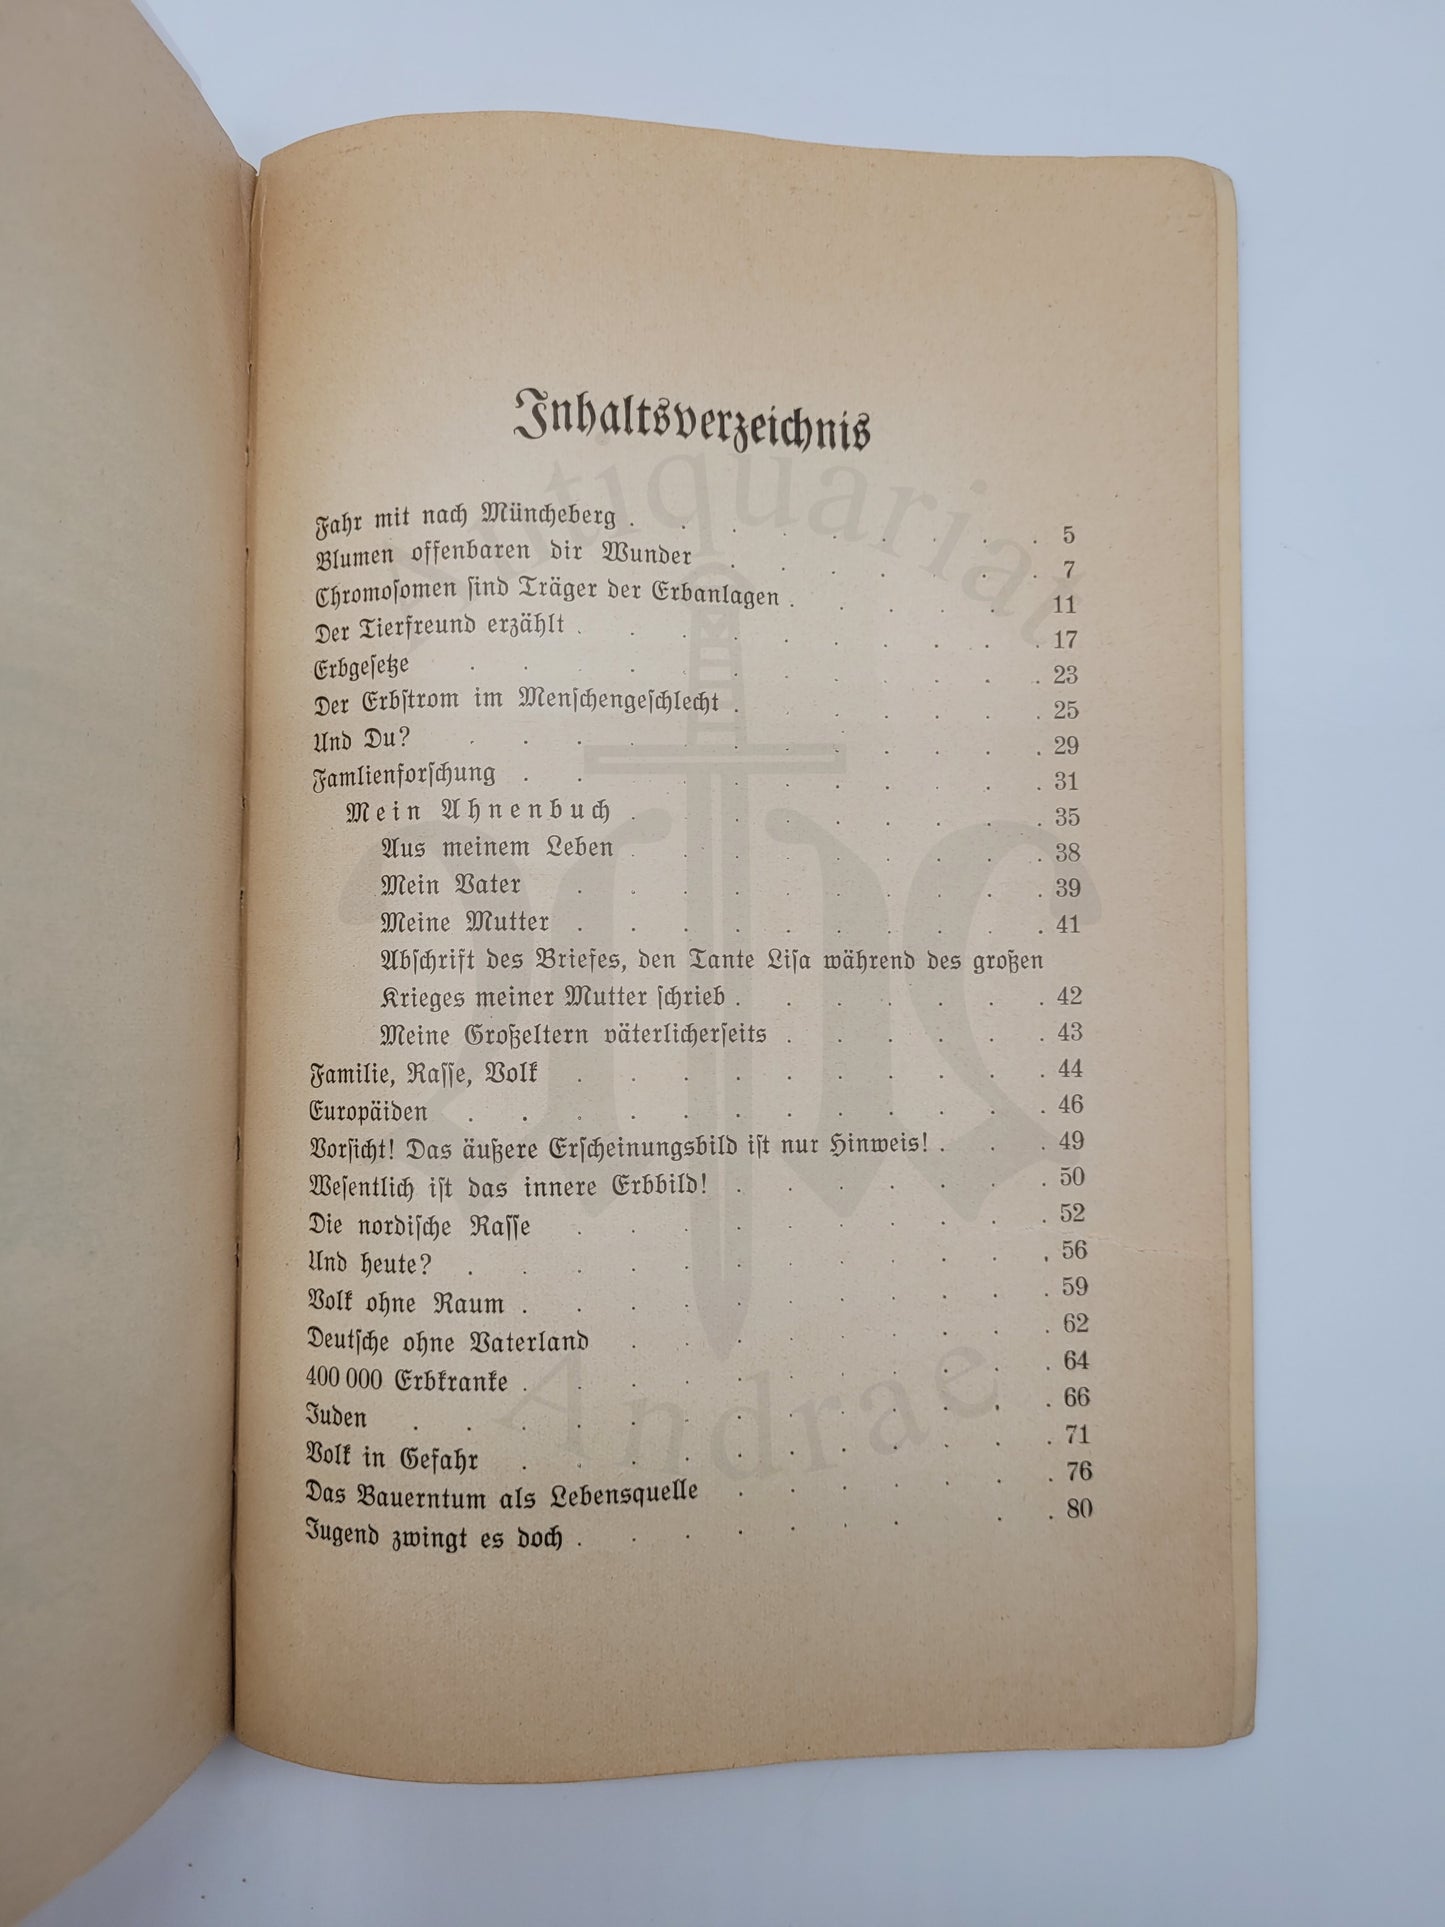 Inhaltsverzeichnis
Fahr mit nach Müncheberg . . . . . . . . . 5
Blumen offenbaren dir Wunder . . . . . . . 7
Chromosomen sind Träger der Erbanlagen . . . . . 11
Der Tierfreund erzählt . . . . . . . . . . 17
Erbgesetze . . . . . . . . . . . 23
Der Erbstrom im Menschengeschlecht . . . . . . 25
Und Du? . . . . . . . . . . . 29
Famlienforschung . . . . . . . . . . 31
Mein Ahnenbuch . . . . . . . . 35
Aus meinem Leben . . . . . . . . 38
Mein Vater . . . . . . . . . 39
Meine Mutter . . . . . . . . . 41
Abschrift des Briefes, den Tante Lisa während des großen
Krieges meiner Mutter schrieb . . . . . . 42
Meine Großeltern väterlicherseits . . . . . . 43
Familie, Rasse, Volk . . . . . . . . . 44
Europäiden . . . . . . . . . . . 46
Vorsicht! Das äußere Erscheinungsbild ist nur Hinweis! . . . 49
Wesentlich ist das innere Erbbild! . . . . . . 50
Die nordische Rasse . . . . . . . . . 52
Und heute? . . . . . . . . . . . 56
Volk ohne Raum . . . . . . . . . . 59
Deutsche ohne Vaterland . . . . . . . . 62
400 000 Erbkranke . . . . . . . . . . 64
Juden . . . . . . . . . . . . 66
Volk in Gefahr . . . . . . . . . . 71
Das Bauerntum als Lebensquelle . . . . . . 76
Jugend zwingt es doch . . . . . . . . 80
Antiquariat
Andrae